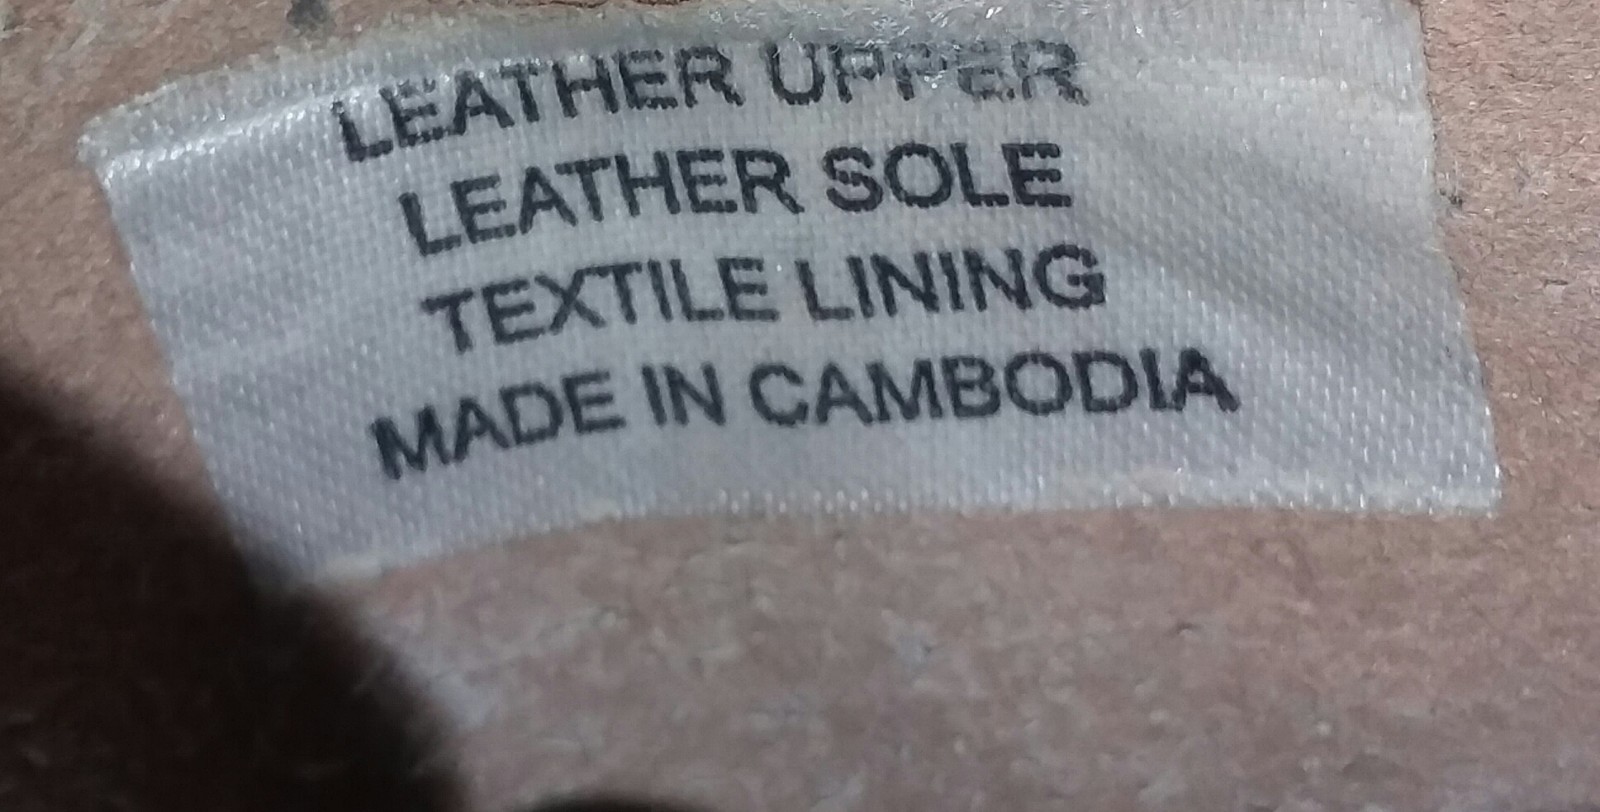 LEATHER UPPER
LEATHER SOLE
TEXTILE LINING
MADE IN CAMBODIA